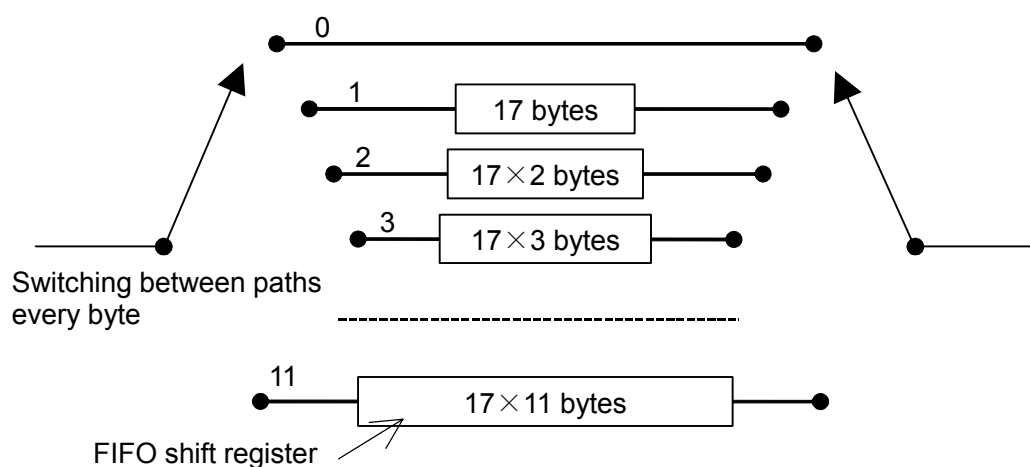 0
1
17 bytes
2
17×2 bytes
3
17×3 bytes
Switching between paths
every byte
11
17×11 bytes
FIFO shift register